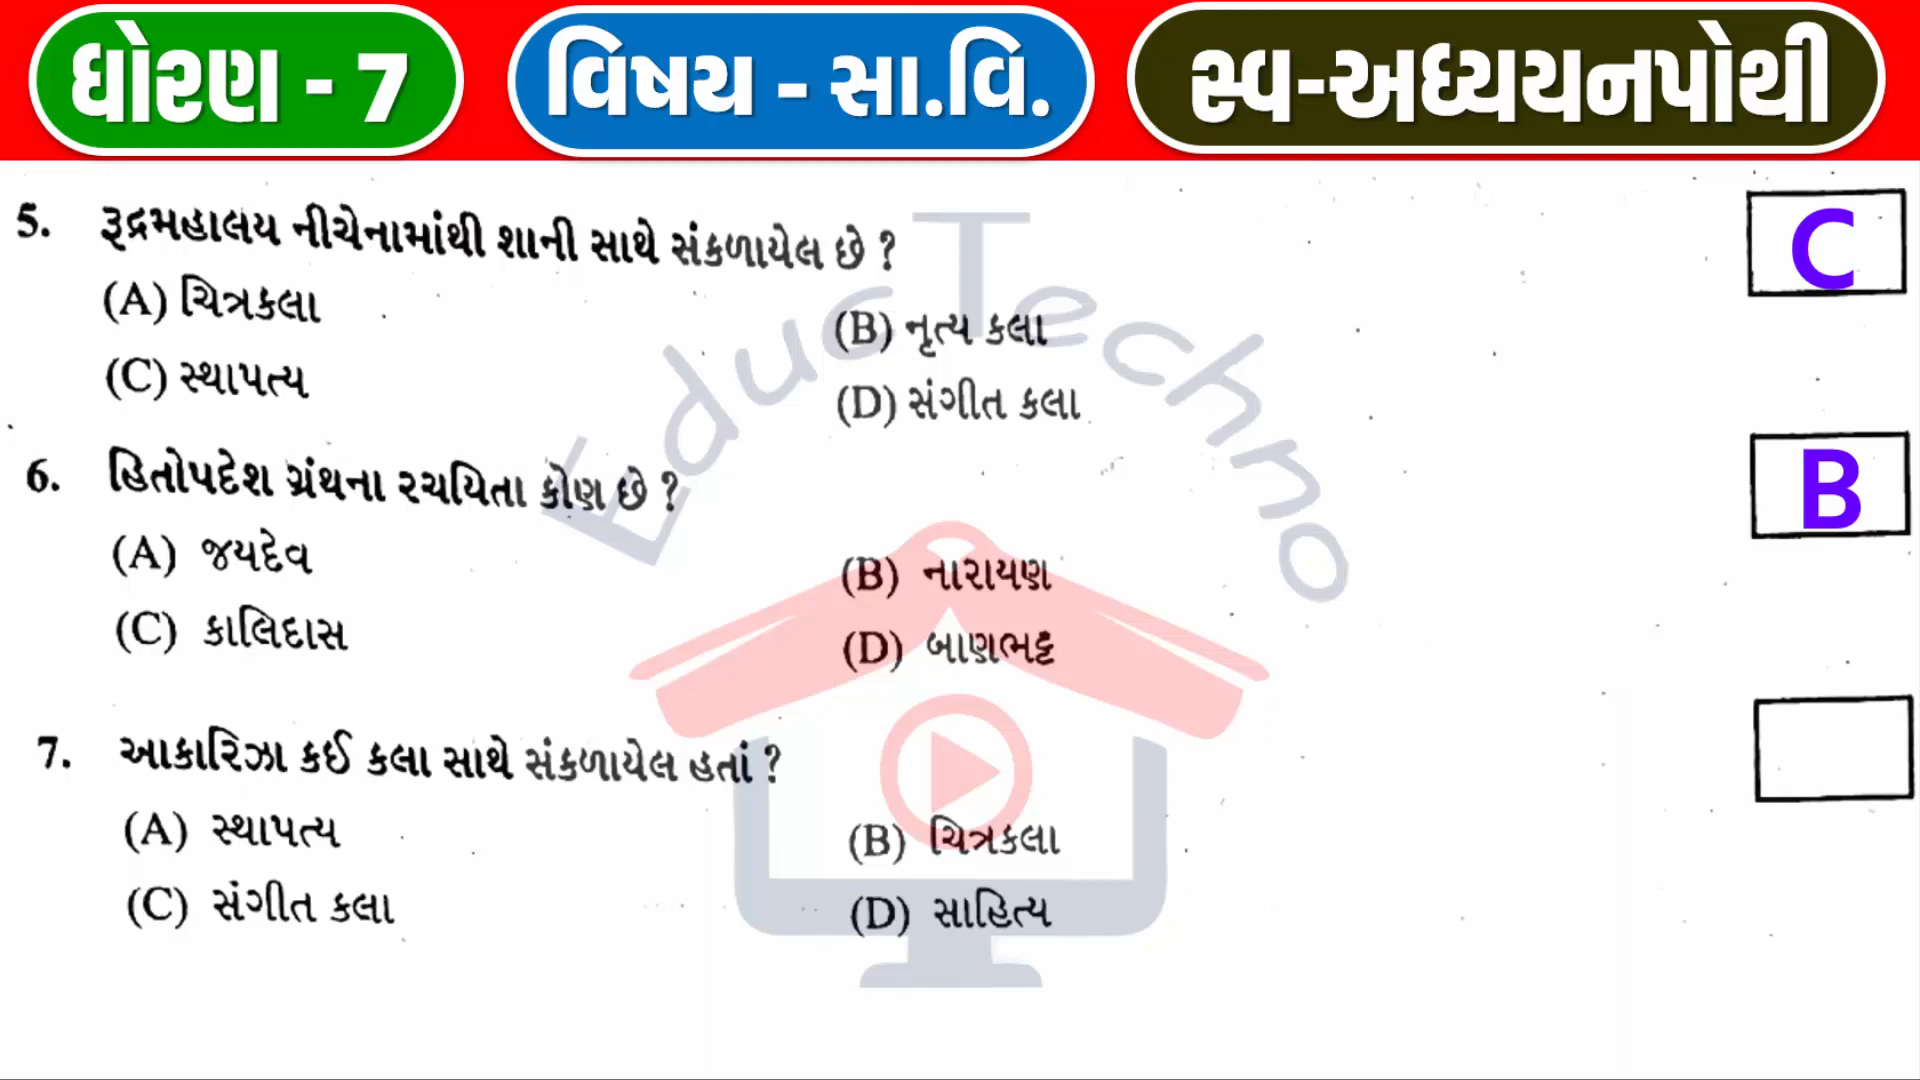 ધોરણ - 7
વિષય - સા.વિ.
સ્વ-અધ્યયનપોથી
5. રૂદ્રમહાલય નીચેનામાંથી શાની સાથે સંકળાયેલ છે ?
C
(A) ચિત્રકલા
(B) નૃત્ય કલા
(C) સ્થાપત્ય
(D) સંગીત કલા
6. હિતોપદેશ ગ્રંથના રચયિતા કોણ છે ?
B
(A) જયદેવ
(B) નારાયણ
(C) કાલિદાસ
(D) બાણભટ્ટ
7. આકારિઝા કઈ કલા સાથે સંકળાયેલ હતાં ?
(A) સ્થાપત્ય
(B) ચિત્રકલા
(C) સંગીત કલા
(D) સાહિત્ય
EducTechno